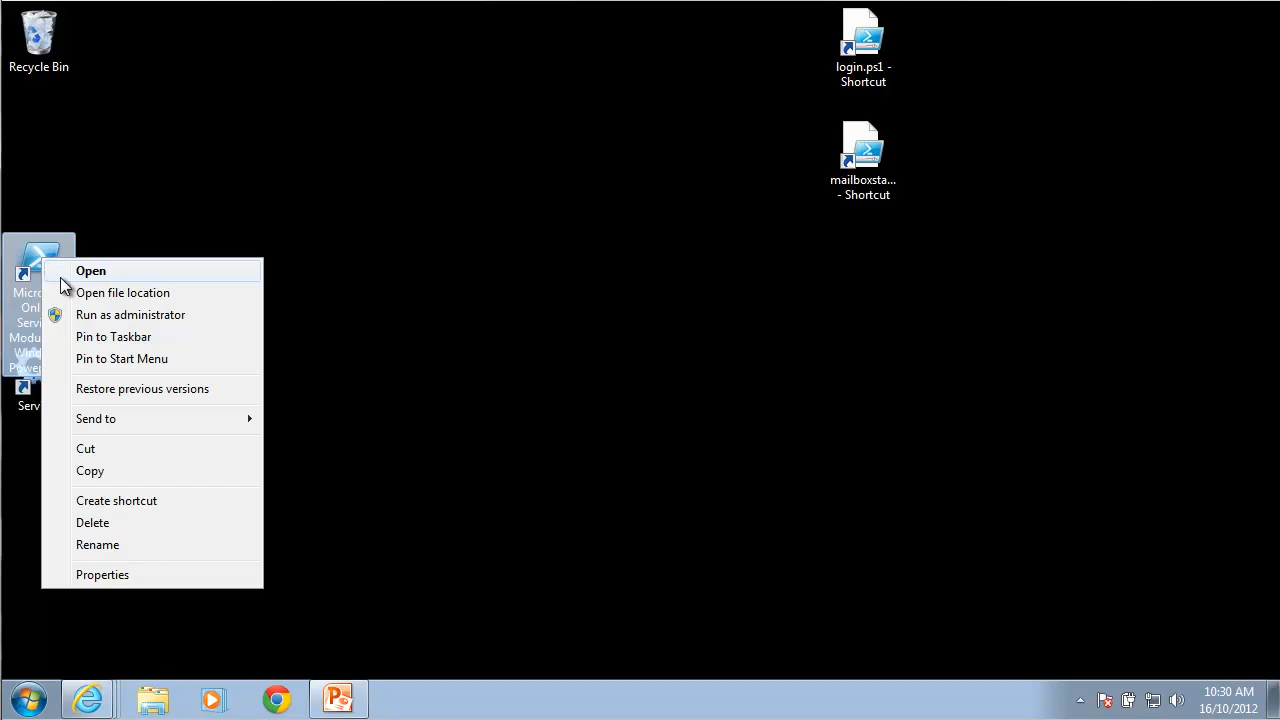 Recycle Bin
login.ps1 -
Shortcut
mailboxsta...
- Shortcut
Open
Open file location
Run as administrator
Pin to Taskbar
Pin to Start Menu
Restore previous versions
Send to
Cut
Copy
Create shortcut
Delete
Rename
Properties
10:30 AM
16/10/2012